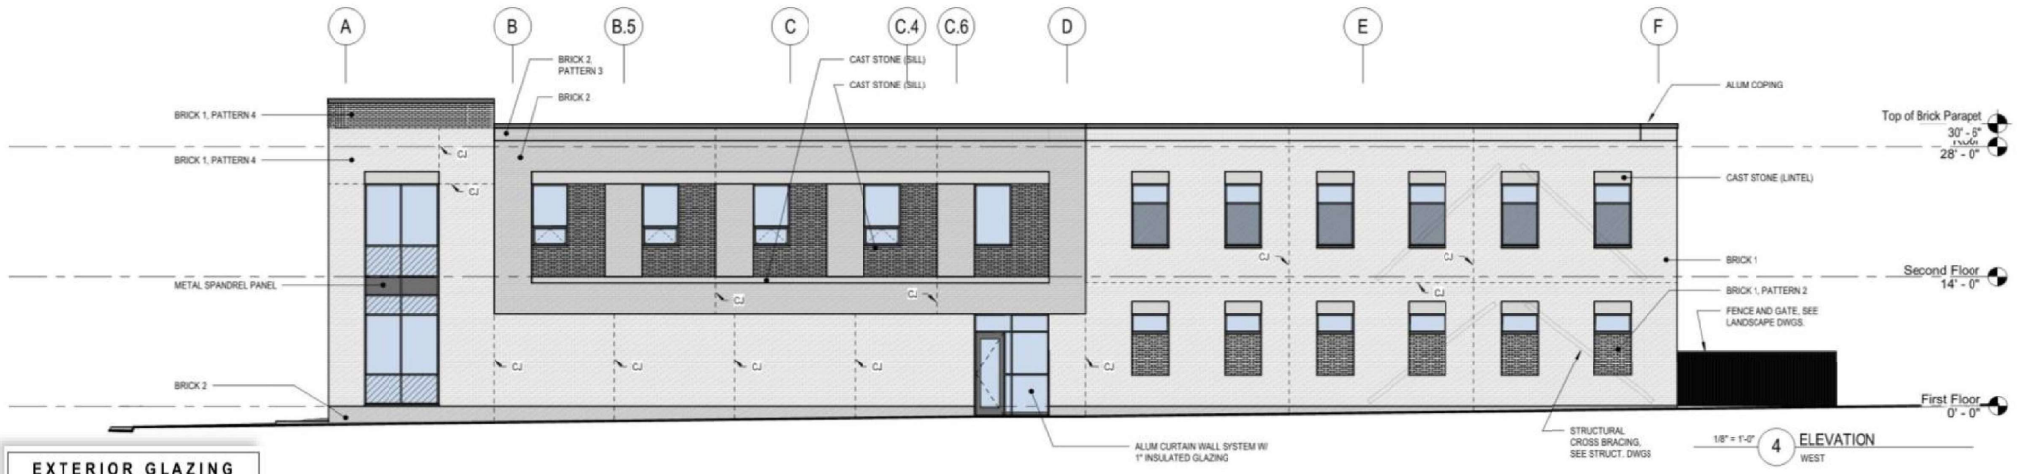 A
B
B.5
C
C.4
C.6
D
E
F
BRICK 2,
PATTERN 3
BRICK 2
CAST STONE (SILL)
CAST STONE (SILL)
ALUM COPING
BRICK 1, PATTERN 4
BRICK 1, PATTERN 4
Top of Brick Parapet
30' - 6"
Roof
28' - 0"
CJ
CJ
CAST STONE (LINTEL)
CJ
CJ
BRICK 1
Second Floor
14' - 0"
METAL SPANDREL PANEL
CJ
CJ
CJ
BRICK 1, PATTERN 2
FENCE AND GATE, SEE
LANDSCAPE DWGS.
CJ
CJ
CJ
CJ
CJ
BRICK 2
First Floor
0' - 0"
STRUCTURAL
CROSS BRACING,
SEE STRUCT. DWGS
ALUM CURTAIN WALL SYSTEM W/
1" INSULATED GLAZING
1/8" = 1'-0"
4
ELEVATION
WEST
EXTERIOR GLAZING